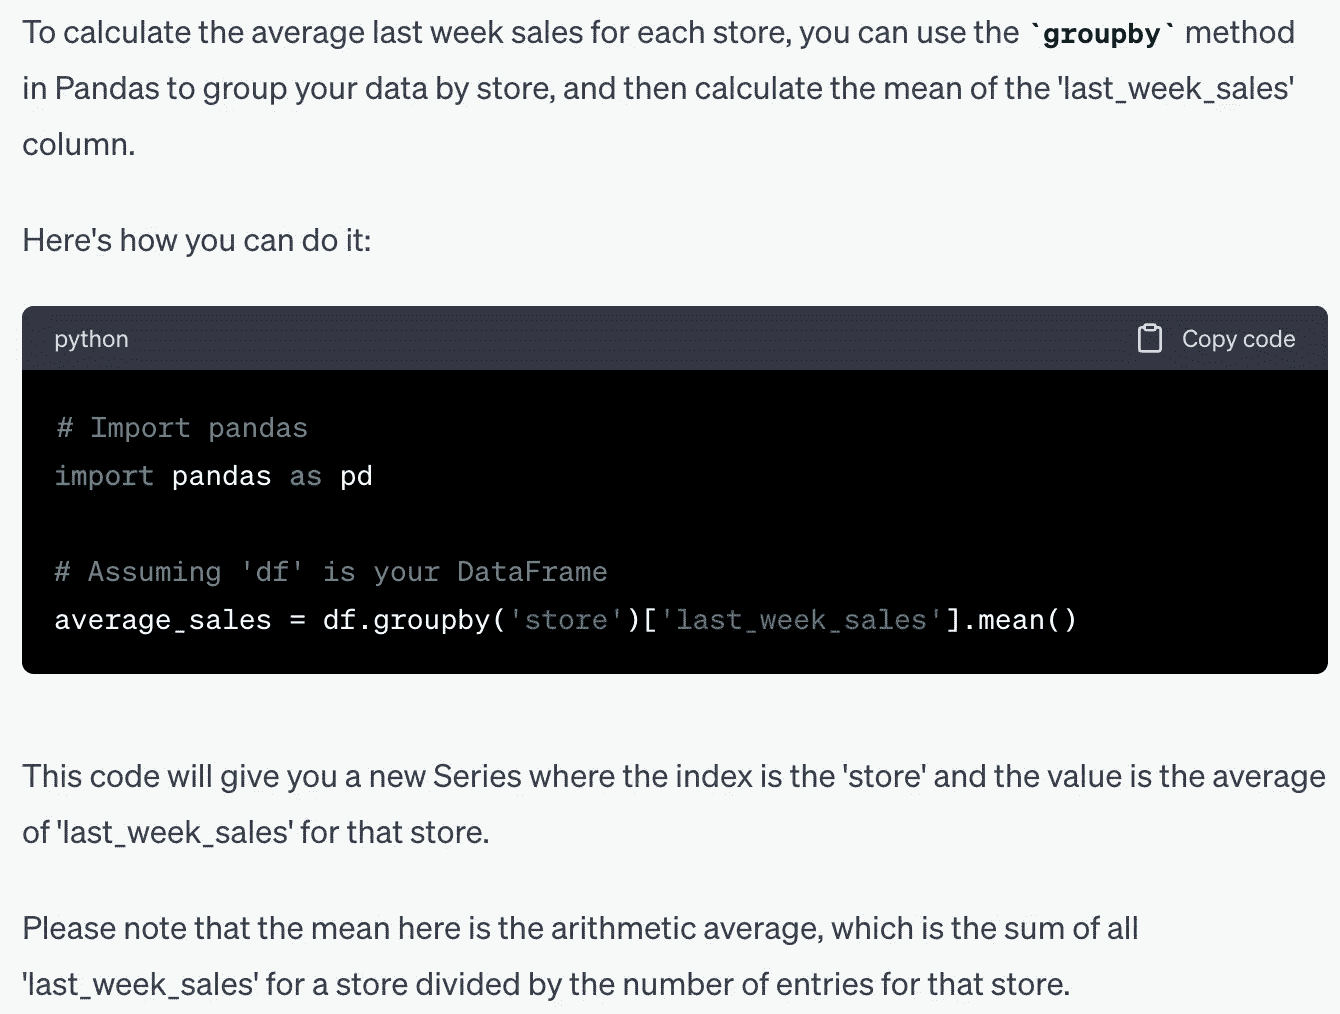 To calculate the average last week sales for each store, you can use the `groupby` method
in Pandas to group your data by store, and then calculate the mean of the 'last_week_sales'
column.
Here's how you can do it:
python
Copy code
# Import pandas
import pandas as pd
# Assuming 'df' is your DataFrame
average_sales = df.groupby('store')['last_week_sales'].mean()
This code will give you a new Series where the index is the 'store' and the value is the average
of 'last_week_sales' for that store.
Please note that the mean here is the arithmetic average, which is the sum of all
'last_week_sales' for a store divided by the number of entries for that store.